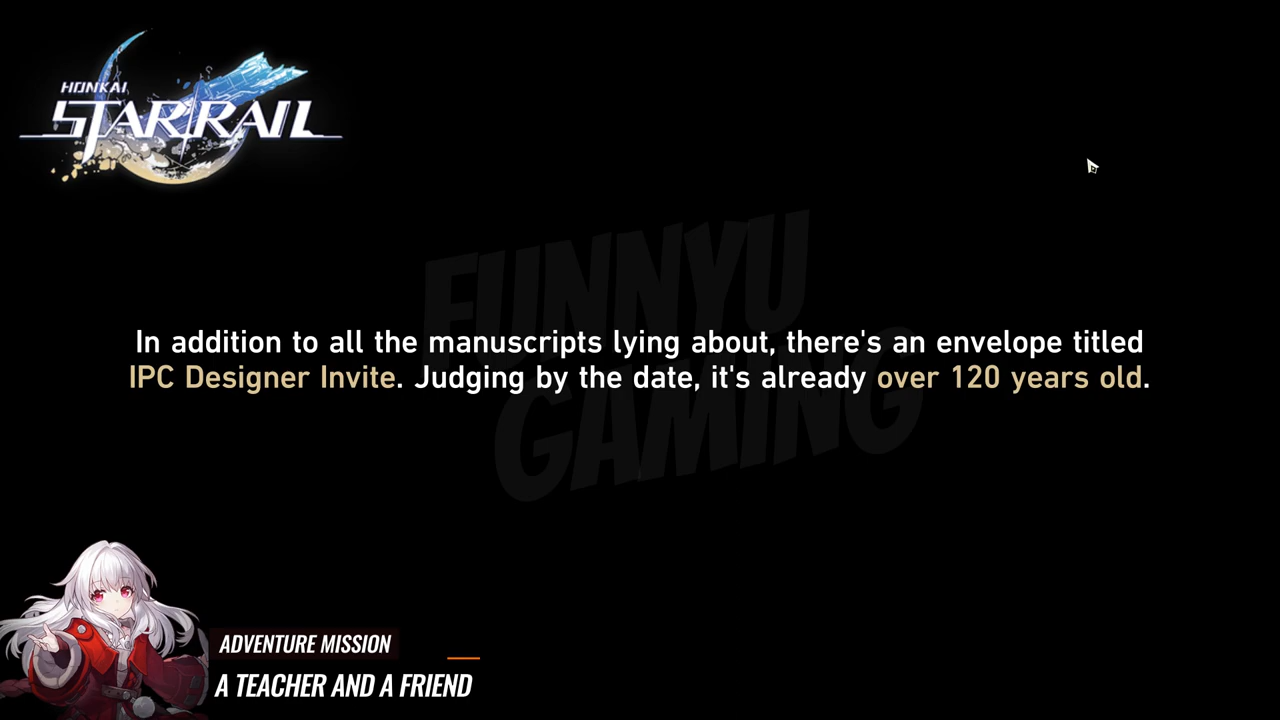 HONKAI
STAR RAIL
FUNNYU
GAMING
In addition to all the manuscripts lying about, there's an envelope titled
IPC Designer Invite. Judging by the date, it's already over 120 years old.
ADVENTURE MISSION
A TEACHER AND A FRIEND